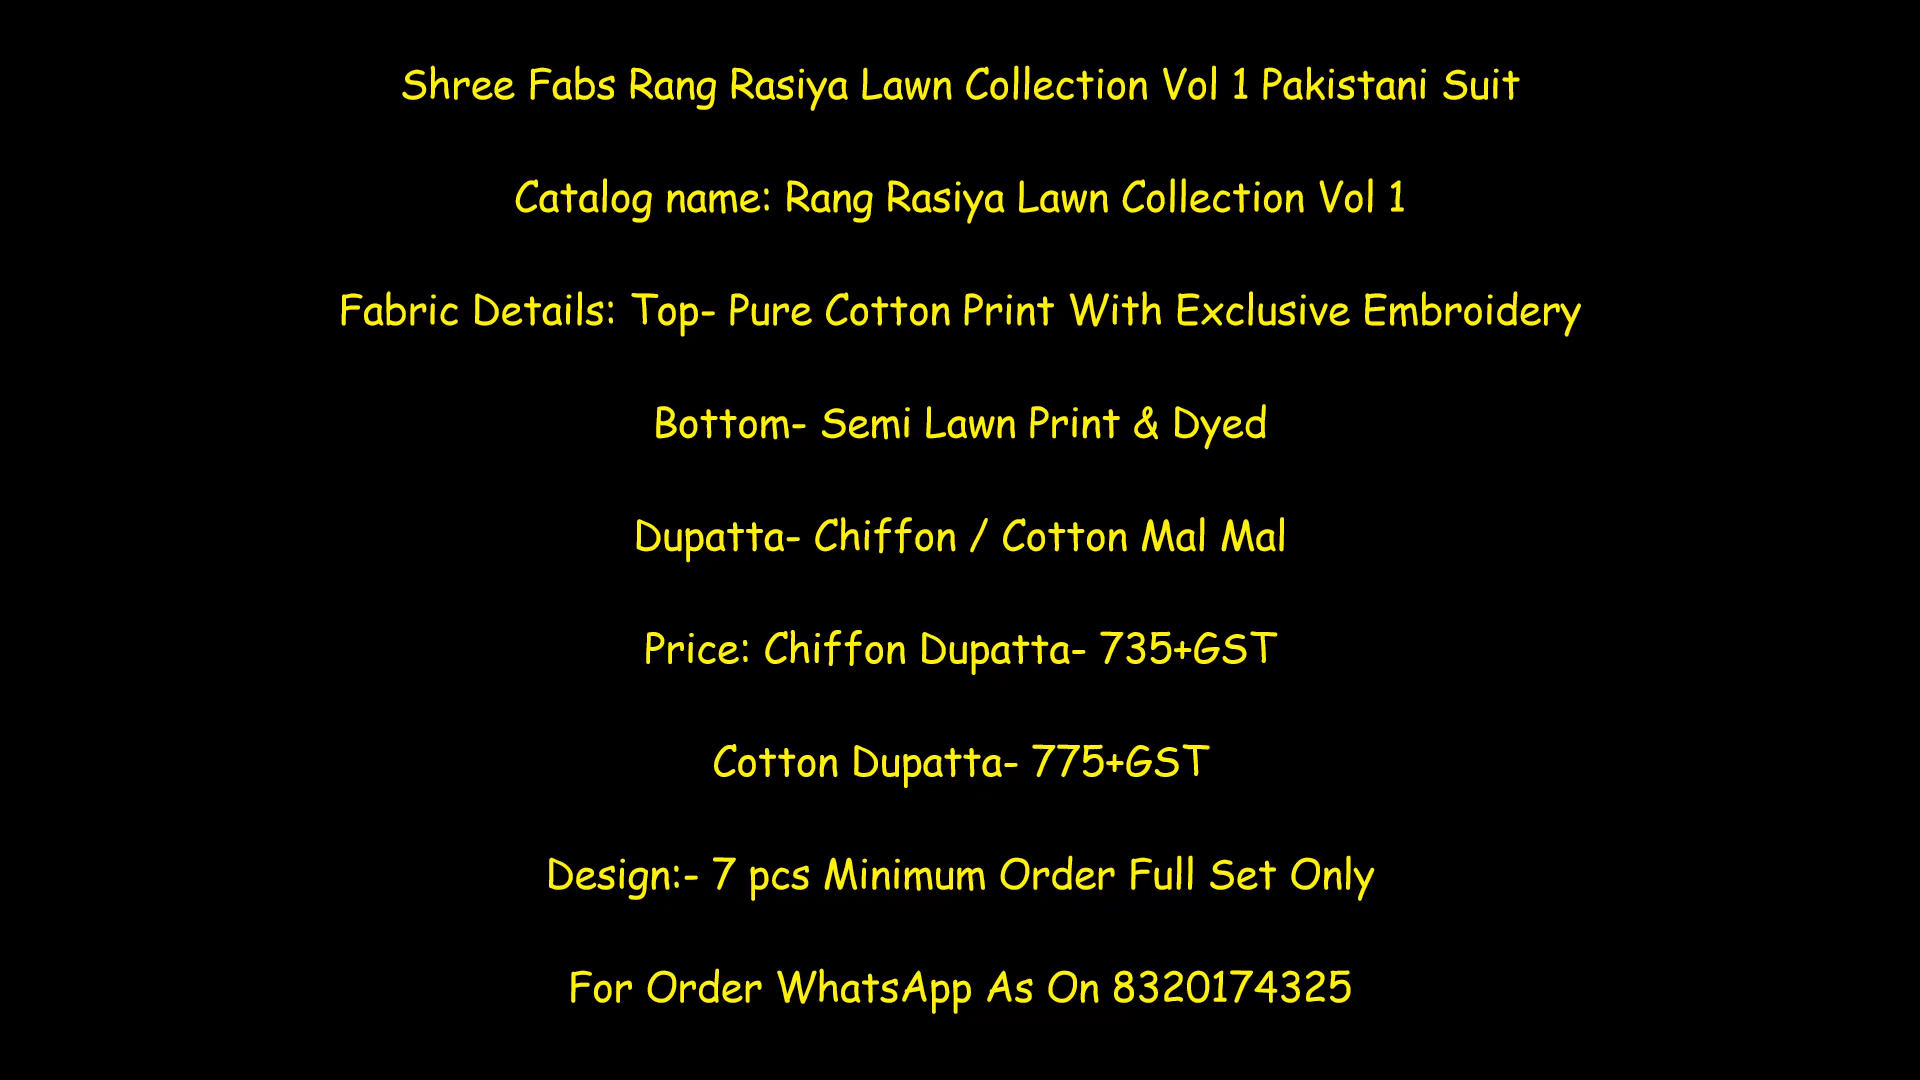 Shree Fabs Rang Rasiya Lawn Collection Vol 1 Pakistani Suit
Catalog name: Rang Rasiya Lawn Collection Vol 1
Fabric Details: Top- Pure Cotton Print With Exclusive Embroidery
Bottom- Semi Lawn Print & Dyed
Dupatta- Chiffon / Cotton Mal Mal
Price: Chiffon Dupatta- 735+GST
Cotton Dupatta- 775+GST
Design:- 7 pcs Minimum Order Full Set Only
For Order WhatsApp As On 8320174325